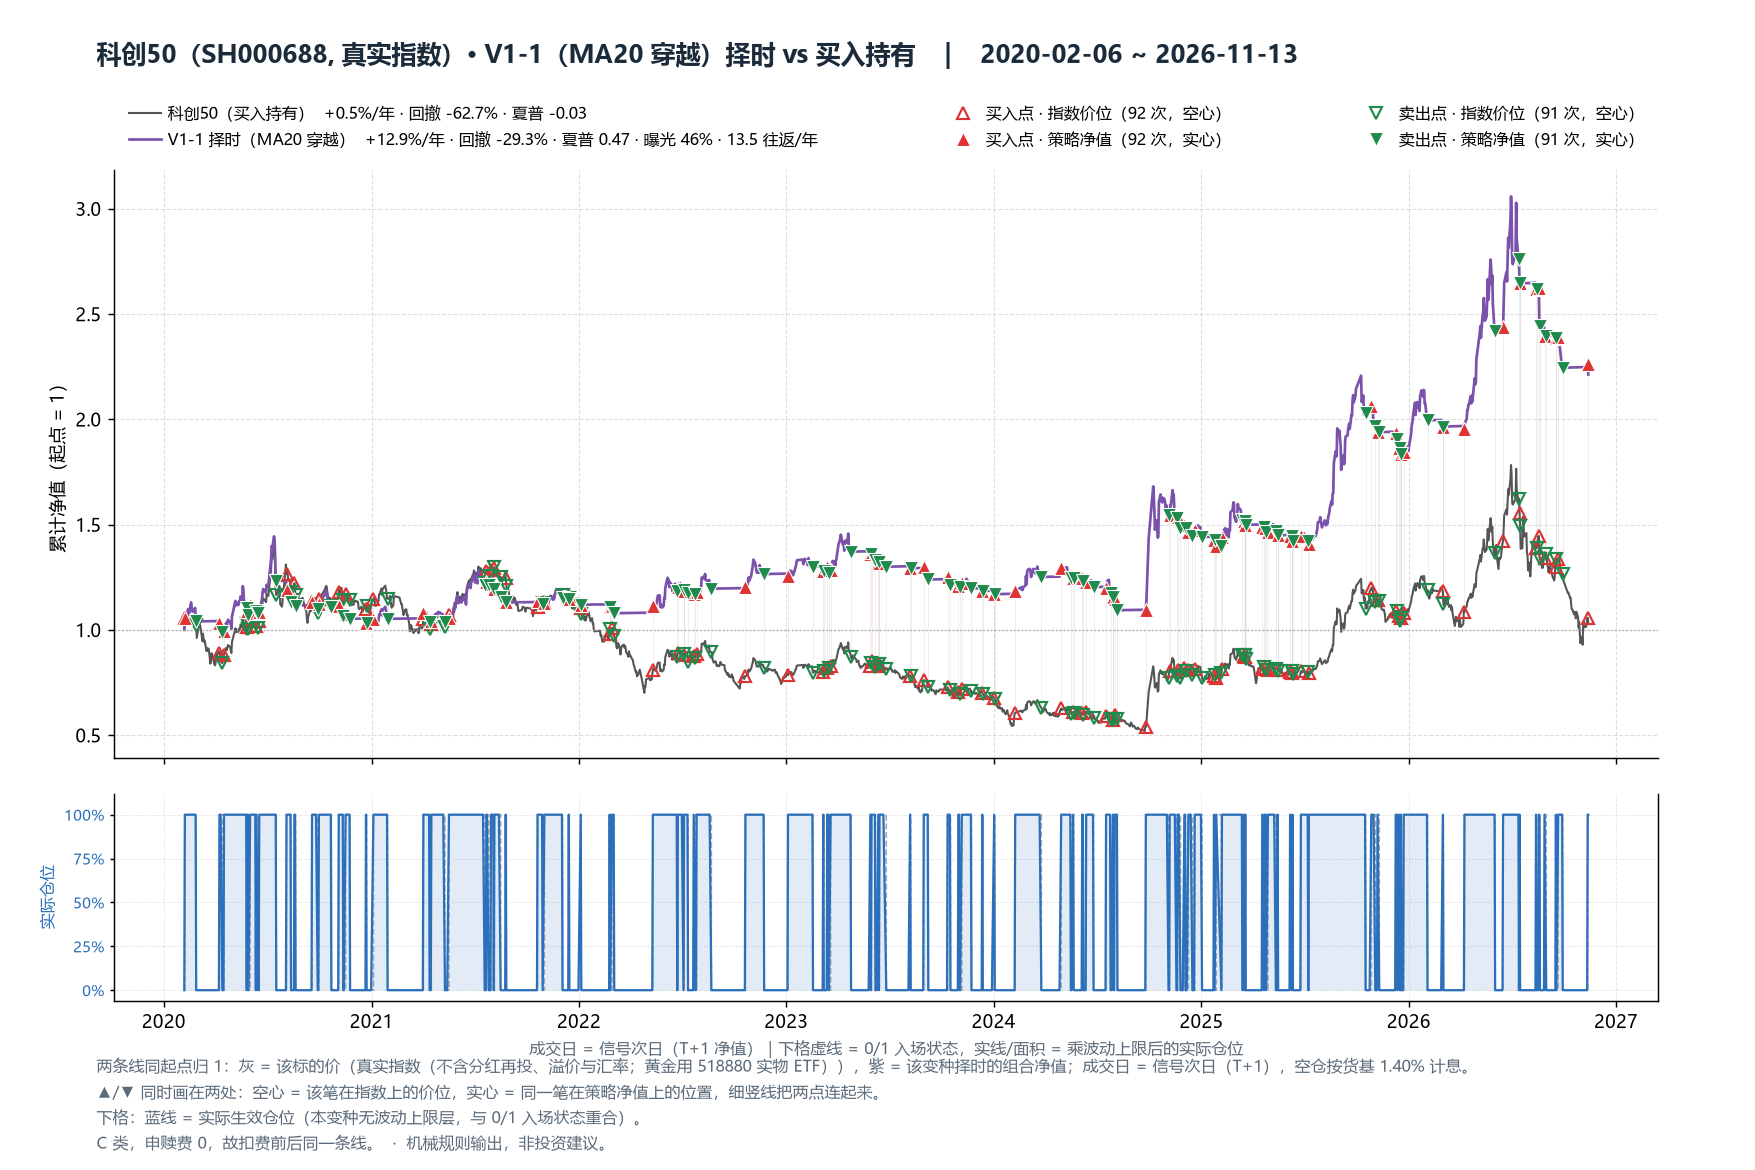 科创50（SH000688, 真实指数）• V1-1（MA20 穿越）择时 vs 买入持有 | 2020-02-06 ~ 2026-11-13
科创50（买入持有） +0.5%/年 · 回撤 -62.7% · 夏普 -0.03
V1-1 择时（MA20 穿越） +12.9%/年 · 回撤 -29.3% · 夏普 0.47 · 曝光 46% · 13.5 往返/年
买入点 · 指数价位（92 次，空心）
买入点 · 策略净值（92 次，实心）
卖出点 · 指数价位（91 次，空心）
卖出点 · 策略净值（91 次，实心）
累计净值（起点 = 1）
3.0
2.5
2.0
1.5
1.0
0.5
实际仓位
100%
75%
50%
25%
0%
2020 2021 2022 2023 2024 2025 2026 2027
成交日 = 信号次日（T+1 净值）| 下格虚线 = 0/1 入场状态，实线/面积 = 乘波动上限后的实际仓位
两条线同起点归 1：灰 = 该标的价（真实指数（不含分红再投、溢价与汇率；黄金用 518880 实物 ETF）），紫 = 该变种择时的组合净值；成交日 = 信号次日（T+1），空仓按货基 1.40% 计息。
▲/▼ 同时画在两处：空心 = 该笔在指数上的价位，实心 = 同一笔在策略净值上的位置，细竖线把两点连起来。
下格：蓝线 = 实际生效仓位（本变种无波动上限层，与 0/1 入场状态重合）。
C 类，申赎费 0，故扣费前后同一条线。 · 机械规则输出，非投资建议。